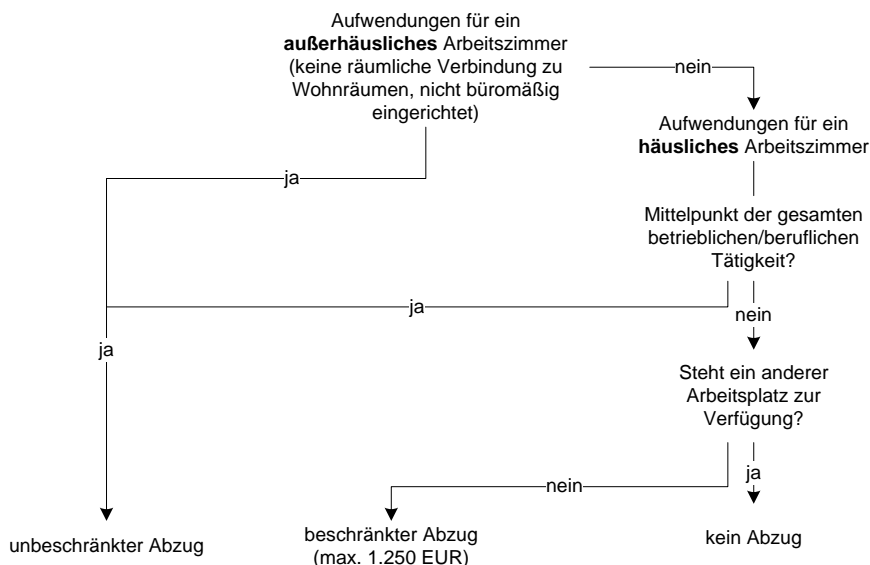 Aufwendungen für ein
außerhäusliches Arbeitszimmer
(keine räumliche Verbindung zu
Wohnräumen, nicht büromäßig
eingerichtet)
nein
Aufwendungen für ein
häusliches Arbeitszimmer
ja
Mittelpunkt der gesamten
betrieblichen/beruflichen
Tätigkeit?
ja
nein
ja
Steht ein anderer
Arbeitsplatz zur
Verfügung?
ja
nein
unbeschränkter Abzug
beschränkter Abzug
(max. 1.250 EUR)
kein Abzug